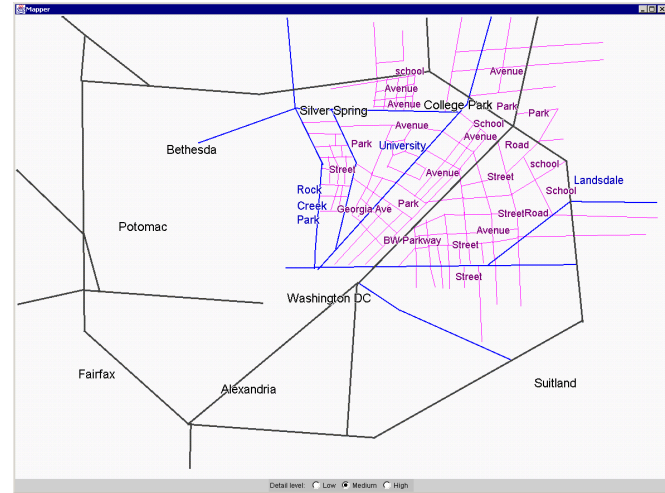 Mapper
school
Avenue
Avenue
Avenue
Silver Spring
College Park
Park
Park
Avenue
School
Avenue
Bethesda
Park
University
Road
Street
Avenue
Street
school
School
Landsdale
Rock
Creek
Park
Georgia Ave
Park
StreetRoad
Potomac
Avenue
BW Parkway
Street
Street
Washington DC
Fairfax
Alexandria
Suitland
Detail level: Low Medium High